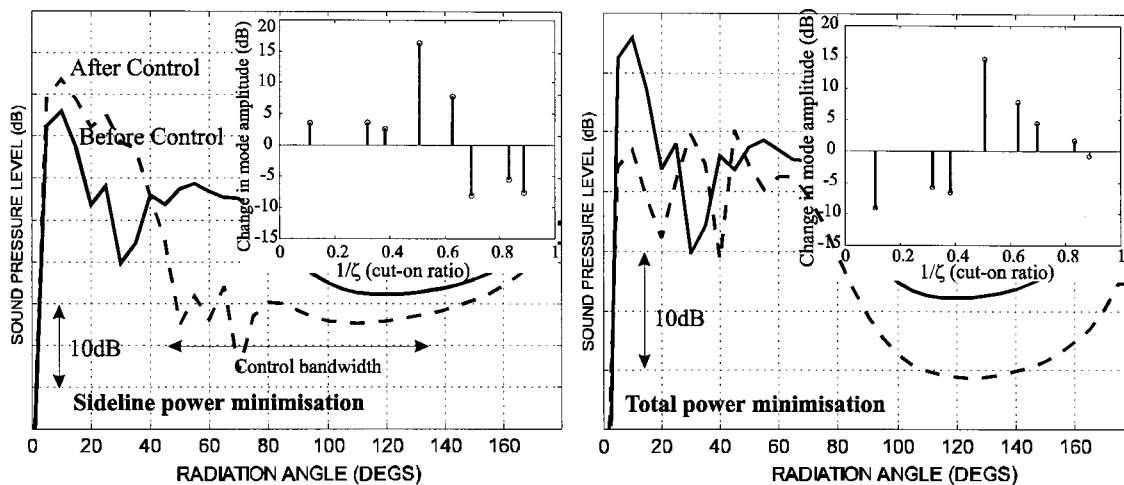 After Control
Before Control
SOUND PRESSURE LEVEL (dB)
Change in mode amplitude (dB)
20
15
10
5
0
-5
-10
-15
0 0.2 0.4 0.6 0.8 1
1/ζ (cut-on ratio)
10dB
Control bandwidth
Sideline power minimisation
0 20 40 60 80 100 120 140 160
RADIATION ANGLE (DEGS)
SOUND PRESSURE LEVEL (dB)
Change in mode amplitude (dB)
20
15
10
5
0
-5
-10
-15
0 0.2 0.4 0.6 0.8 1
1/ζ (cut-on ratio)
10dB
Total power minimisation
0 20 40 60 80 100 120 140 160
RADIATION ANGLE (DEGS)